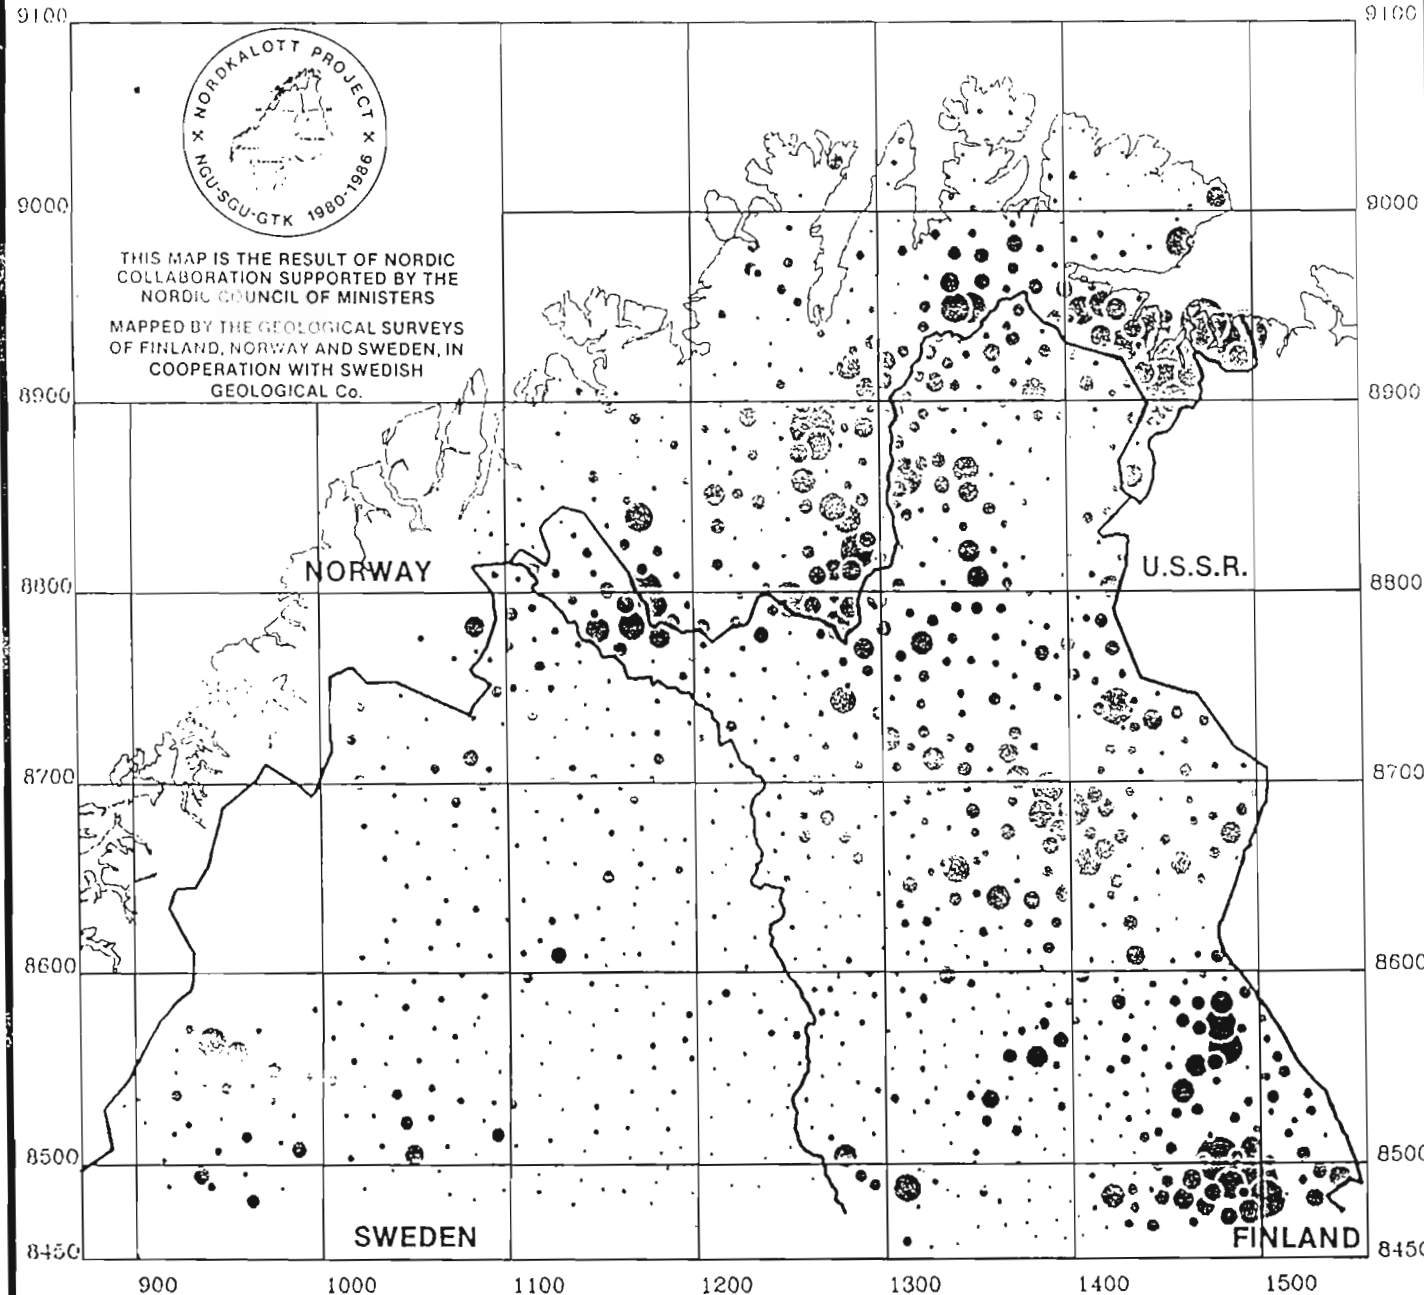 9100
9100
NORDKALOTT PROJECT
X X
NGU-SGU-GTK 1980-1986
9000
9000
THIS MAP IS THE RESULT OF NORDIC
COLLABORATION SUPPORTED BY THE
NORDIC COUNCIL OF MINISTERS
MAPPED BY THE GEOLOGICAL SURVEYS
OF FINLAND, NORWAY AND SWEDEN, IN
COOPERATION WITH SWEDISH
GEOLOGICAL Co.
8900
8900
NORWAY
U.S.S.R.
8800
8800
8700
8700
8600
8600
8500
8500
SWEDEN
FINLAND
8450
8450
900 1000 1100 1200 1300 1400 1500